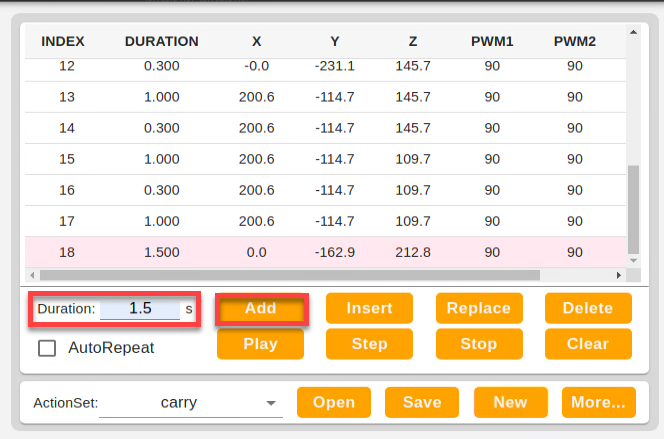 INDEX DURATION X Y Z PWM1 PWM2
12 0.300 -0.0 -231.1 145.7 90 90
13 1.000 200.6 -114.7 145.7 90 90
14 0.300 200.6 -114.7 145.7 90 90
15 1.000 200.6 -114.7 109.7 90 90
16 0.300 200.6 -114.7 109.7 90 90
17 1.000 200.6 -114.7 109.7 90 90
18 1.500 0.0 -162.9 212.8 90 90
Duration: 1.5 s Add Insert Replace Delete
AutoRepeat Play Step Stop Clear
ActionSet: carry Open Save New More...